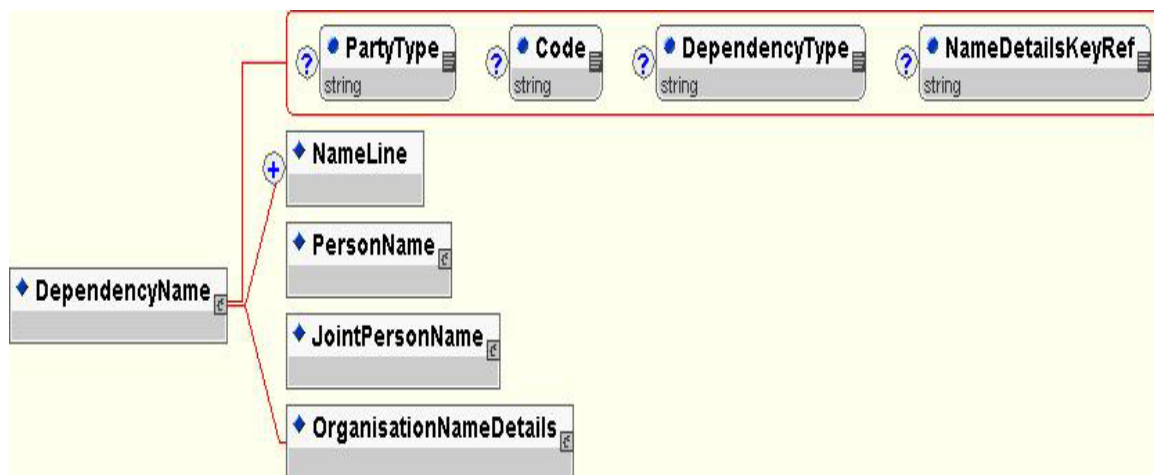 PartyType Code DependencyType NameDetailsKeyRef
? string ? string ? string ? string
NameLine
+
PersonName
DependencyName
JointPersonName
OrganisationNameDetails